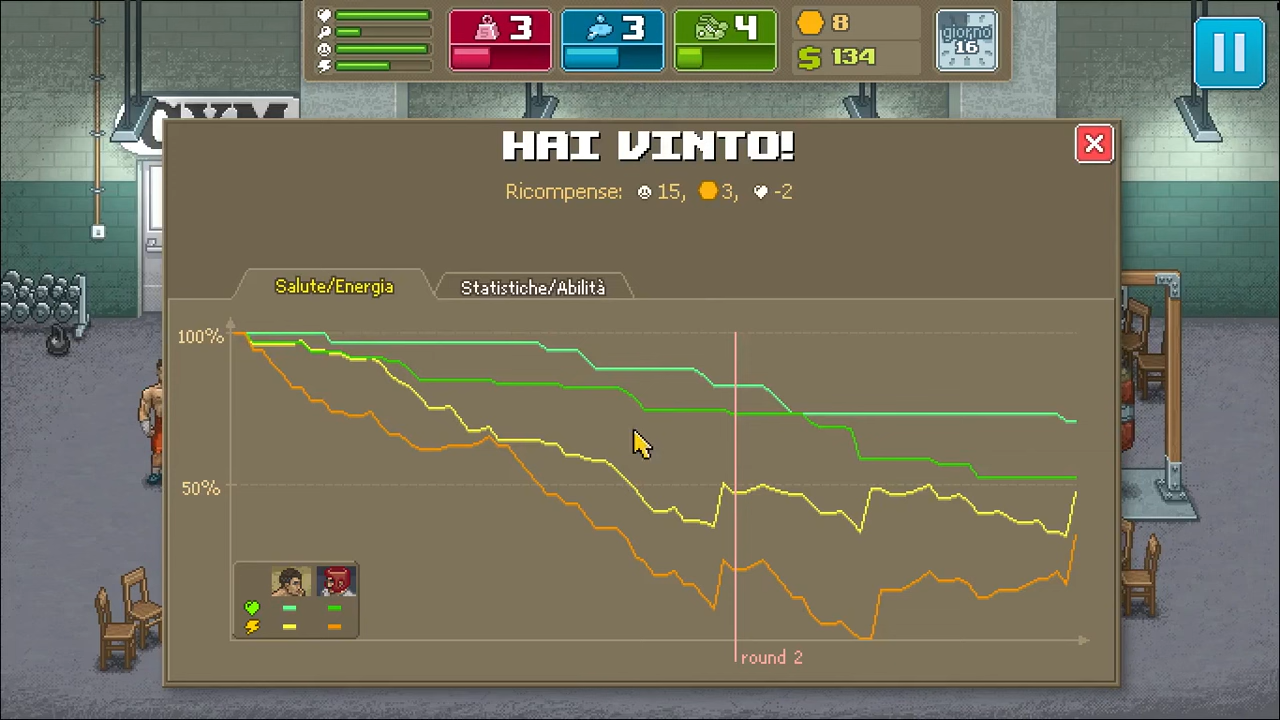 3 3 4 8
$ 134
giorno
16
GYM
HAI VINTO!
Ricompense: 15, 3, -2
Salute/Energia Statistiche/Abilità
100%
50%
round 2